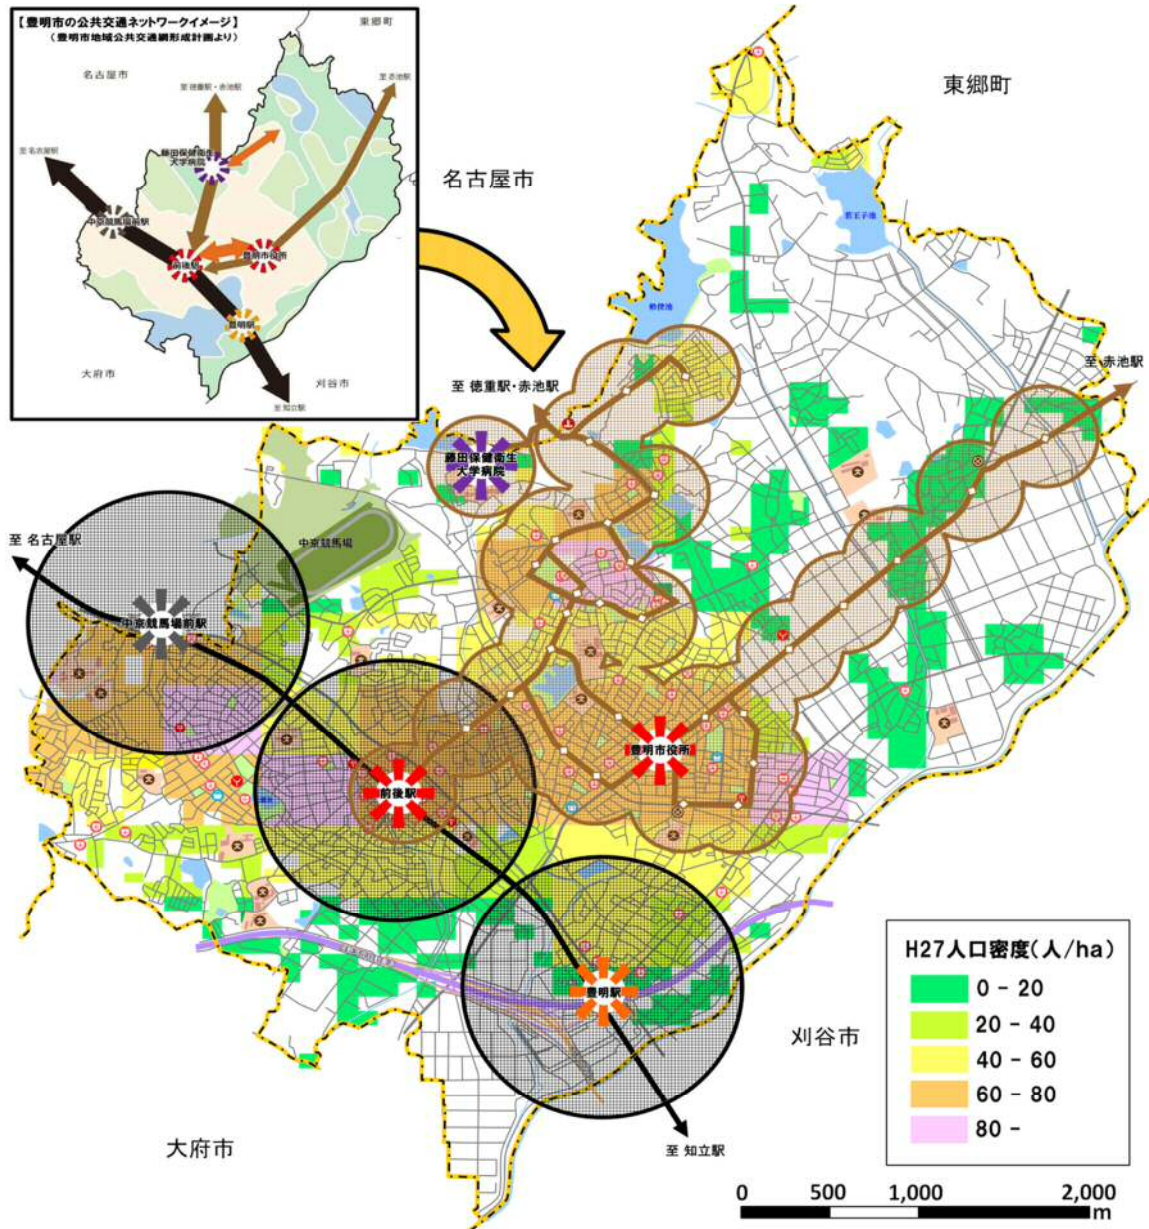 【豊明市の公共交通ネットワークイメージ】
(豊明市地域公共交通網形成計画より)
東郷町
名古屋市
至 徳重駅・赤池駅
至 赤池駅
藤田保健衛生
大学病院
至 名古屋駅
中京競馬場前駅
前後駅
豊明市役所
豊明駅
大府市
刈谷市
至 知立駅
東郷町
名古屋市
若王子池
勅使池
至 徳重駅・赤池駅
至 赤池駅
藤田保健衛生
大学病院
中京競馬場
至 名古屋駅
中京競馬場前駅
豊明市役所
前後駅
豊明駅
刈谷市
大府市
至 知立駅
H27人口密度(人/ha)
0 - 20
20 - 40
40 - 60
60 - 80
80 -
0 500 1,000 2,000
m